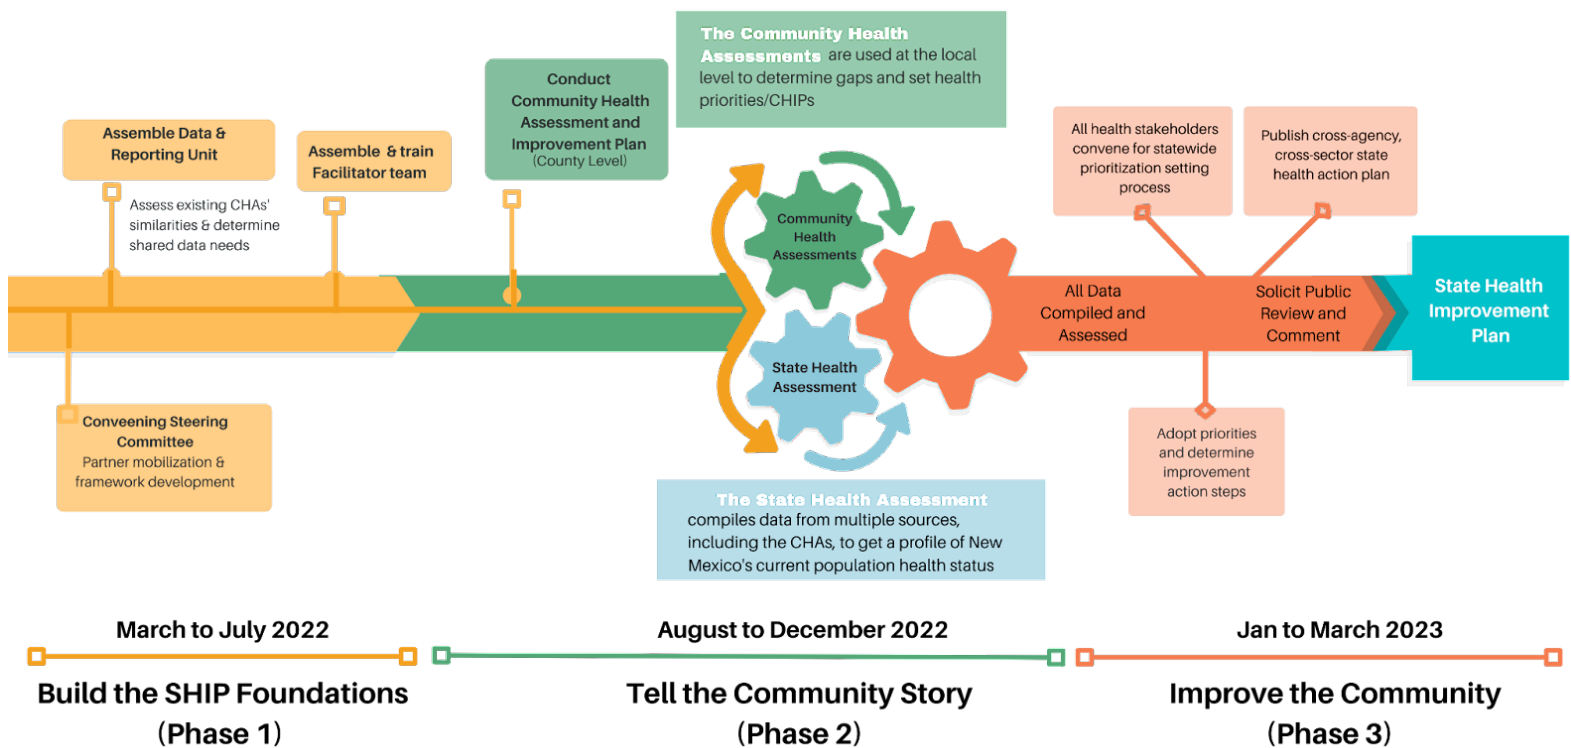 The Community Health
Assessments are used at the local
level to determine gaps and set health
priorities/CHIPs
Conduct
Community Health
Assessment and
Improvement Plan
(County Level)
Assemble Data &
Reporting Unit
Assemble & train
Facilitator team
Assess existing CHAs'
similarities & determine
shared data needs
All health stakeholders
convene for statewide
prioritization setting
process
Publish cross-agency,
cross-sector state
health action plan
Community
Health
Assessments
State Health
Assessment
All Data
Compiled and
Assessed
Solicit Public
Review and
Comment
State Health
Improvement
Plan
Conveening Steering
Committee
Partner mobilization &
framework development
Adopt priorities
and determine
improvement
action steps
The State Health Assessment
compiles data from multiple sources,
including the CHAs, to get a profile of New
Mexico's current population health status
March to July 2022
Build the SHIP Foundations
(Phase 1)
August to December 2022
Tell the Community Story
(Phase 2)
Jan to March 2023
Improve the Community
(Phase 3)